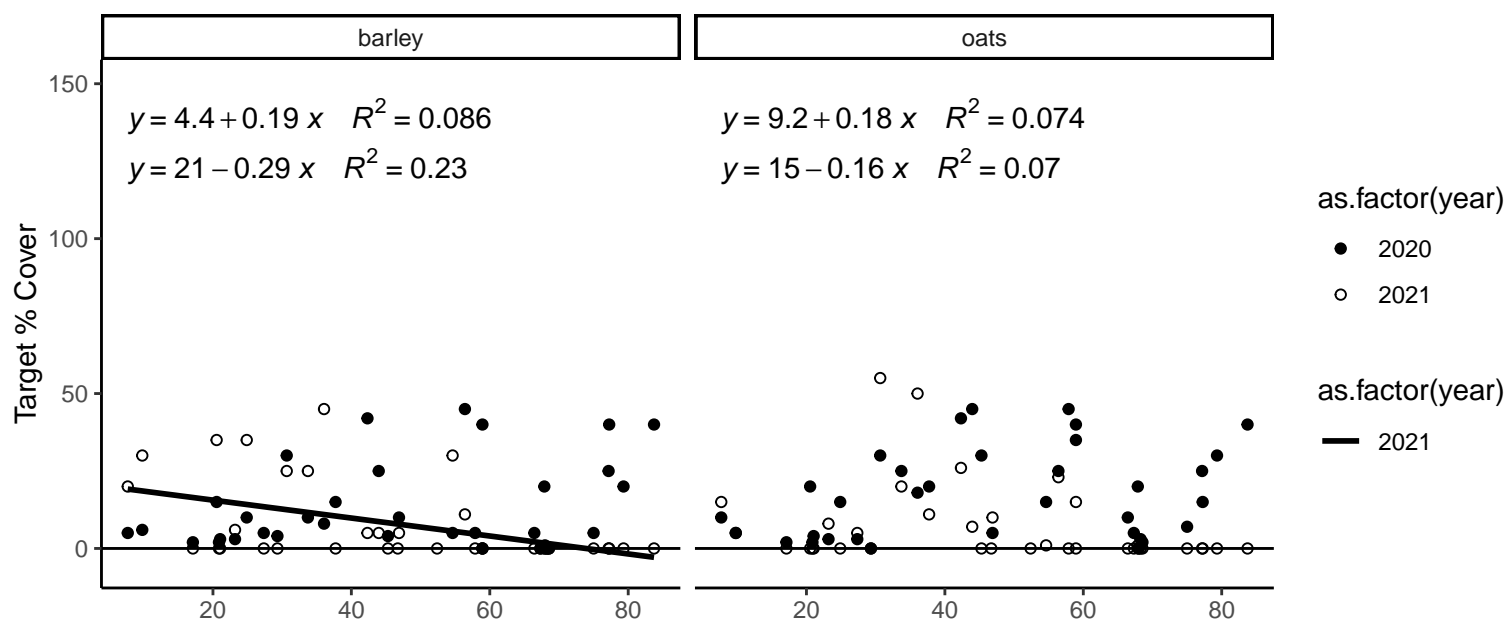 barley
oats
150
100
50
0
Target % Cover
y = 4.4 + 0.19 x R² = 0.086
y = 21 − 0.29 x R² = 0.23
y = 9.2 + 0.18 x R² = 0.074
y = 15 − 0.16 x R² = 0.07
20 40 60 80
20 40 60 80
as.factor(year)
2020
2021
as.factor(year)
2021